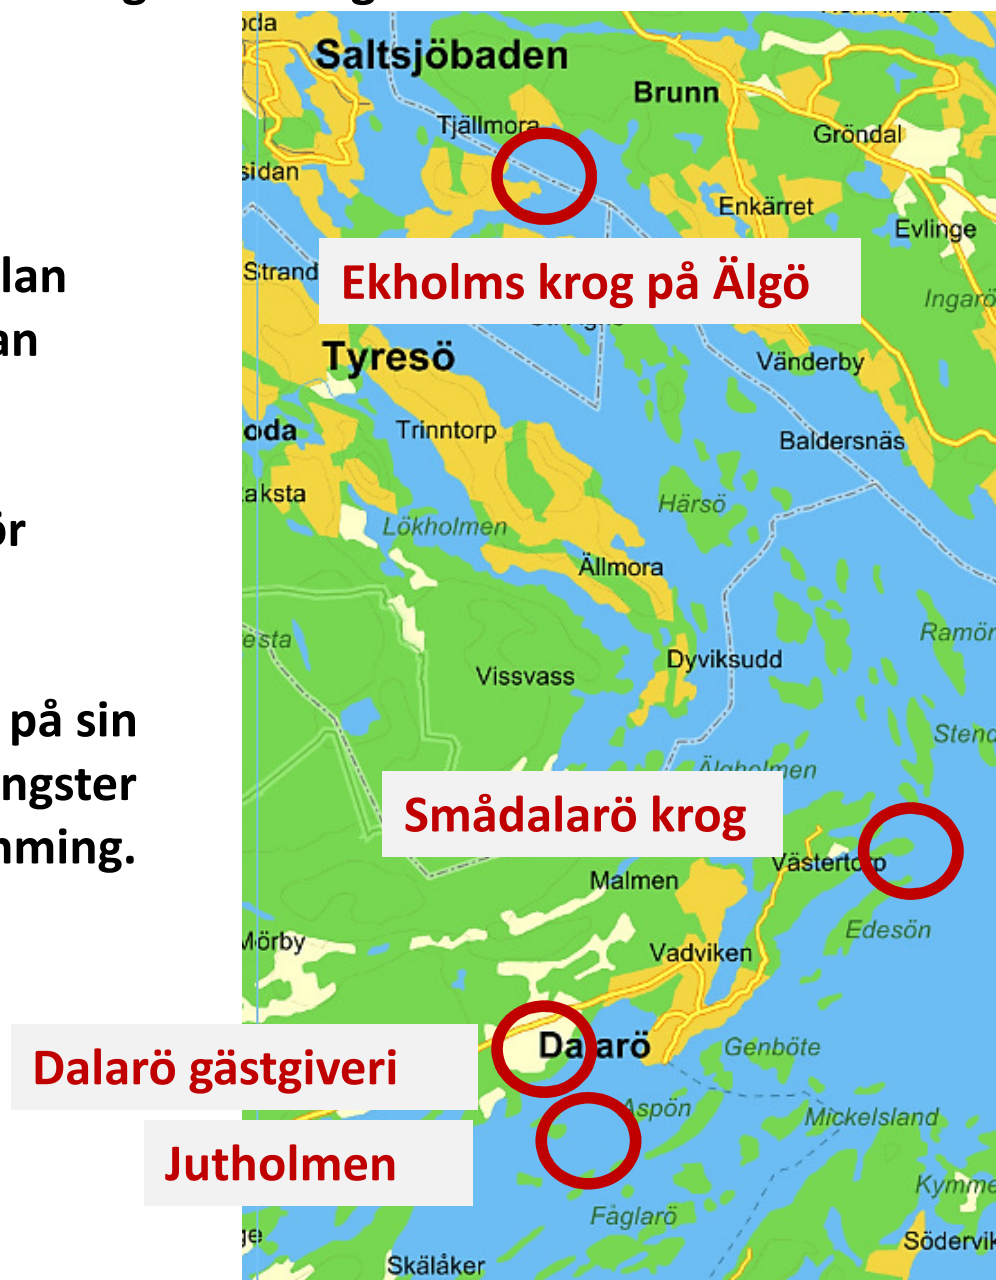 Saltsjöbaden
Brunn
Tjällmora
Gröndal
sidan
Enkärret
Evlinge
lan
Strand
Ekholms krog på Älgö
Ingarö
an
Tyresö
Vänderby
oda
Trinntorp
Baldersnäs
aksta
Härsö
ör
Lökholmen
Ällmora
esta
Ramör
Vissvass
Dyviksudd
på sin
Stend
ngster
Älgholmen
Smådalarö krog
nming.
Västertorp
Malmen
Edesön
Mörby
Vadviken
Dalarö
Genböte
Dalarö gästgiveri
Aspön
Mickelsland
Jutholmen
Kymme
Fåglarö
ge
Södervik
Skälåker